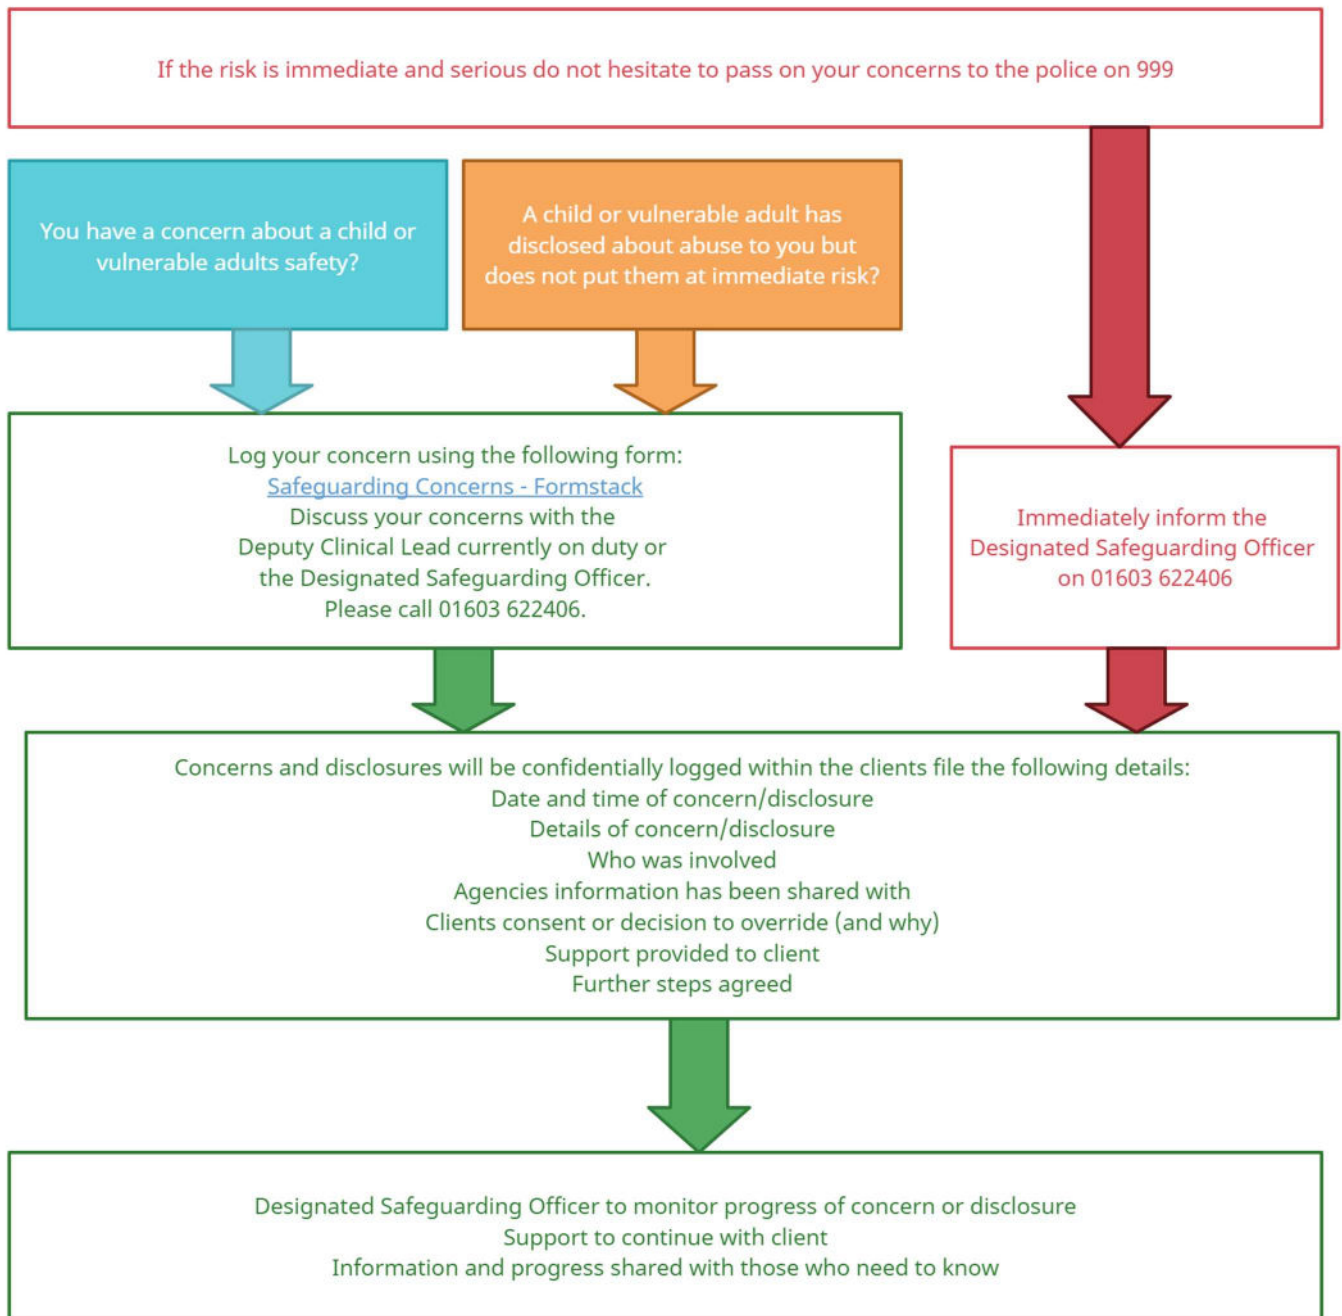 If the risk is immediate and serious do not hesitate to pass on your concerns to the police on 999
You have a concern about a child or
vulnerable adults safety?
A child or vulnerable adult has
disclosed about abuse to you but
does not put them at immediate risk?
Log your concern using the following form:
Safeguarding Concerns - Formstack
Discuss your concerns with the
Deputy Clinical Lead currently on duty or
the Designated Safeguarding Officer.
Please call 01603 622406.
Immediately inform the
Designated Safeguarding Officer
on 01603 622406
Concerns and disclosures will be confidentially logged within the clients file the following details:
Date and time of concern/disclosure
Details of concern/disclosure
Who was involved
Agencies information has been shared with
Clients consent or decision to override (and why)
Support provided to client
Further steps agreed
Designated Safeguarding Officer to monitor progress of concern or disclosure
Support to continue with client
Information and progress shared with those who need to know